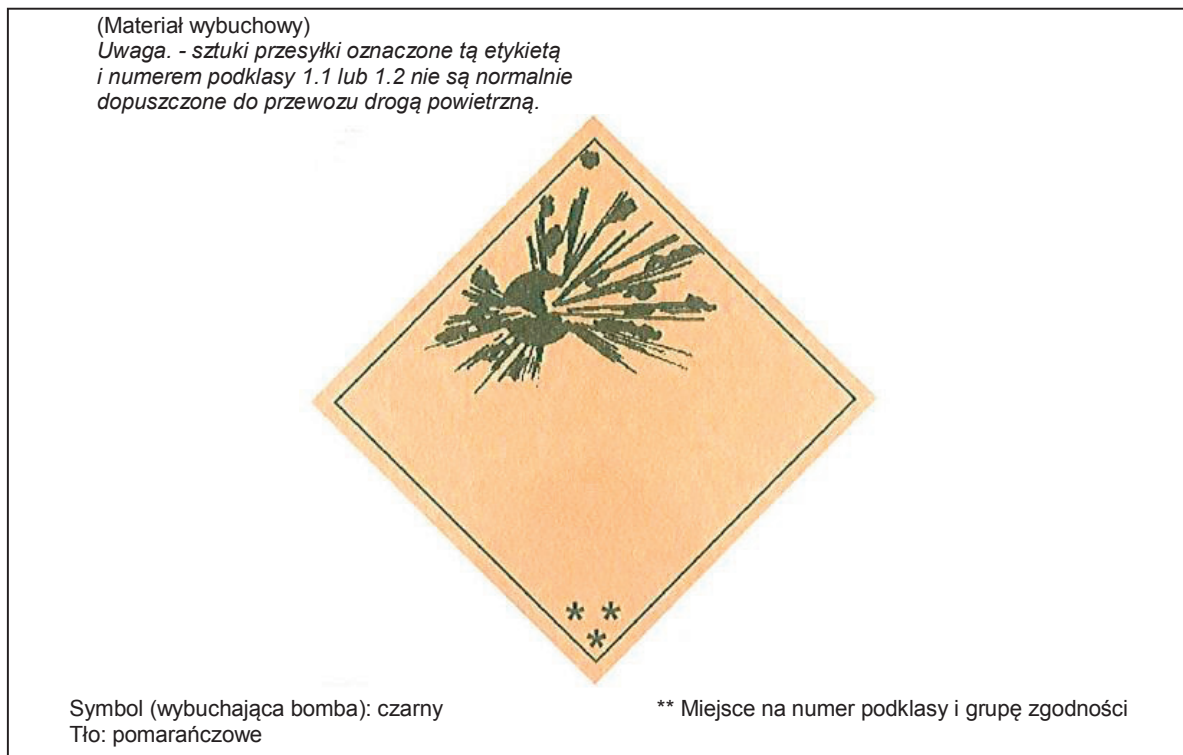 (Materiał wybuchowy)
Uwaga. - sztuki przesyłki oznaczone tą etykietą
i numerem podklasy 1.1 lub 1.2 nie są normalnie
dopuszczone do przewozu drogą powietrzną.
* *
*
Symbol (wybuchająca bomba): czarny
Tło: pomarańczowe
** Miejsce na numer podklasy i grupę zgodności